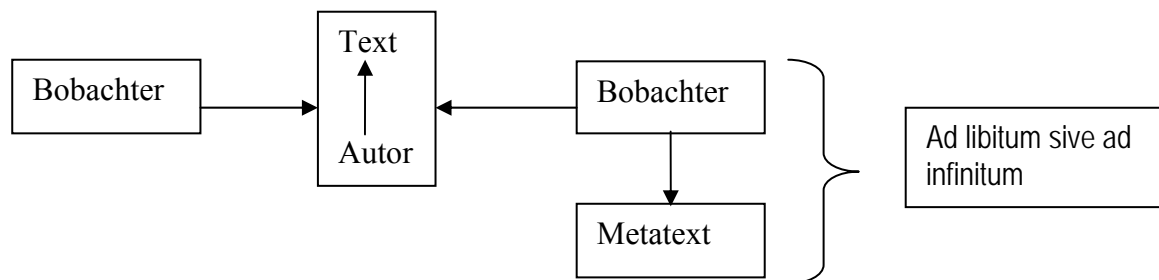 Bobachter
Text
Autor
Bobachter
Metatext
Ad libitum sive ad
infinitum